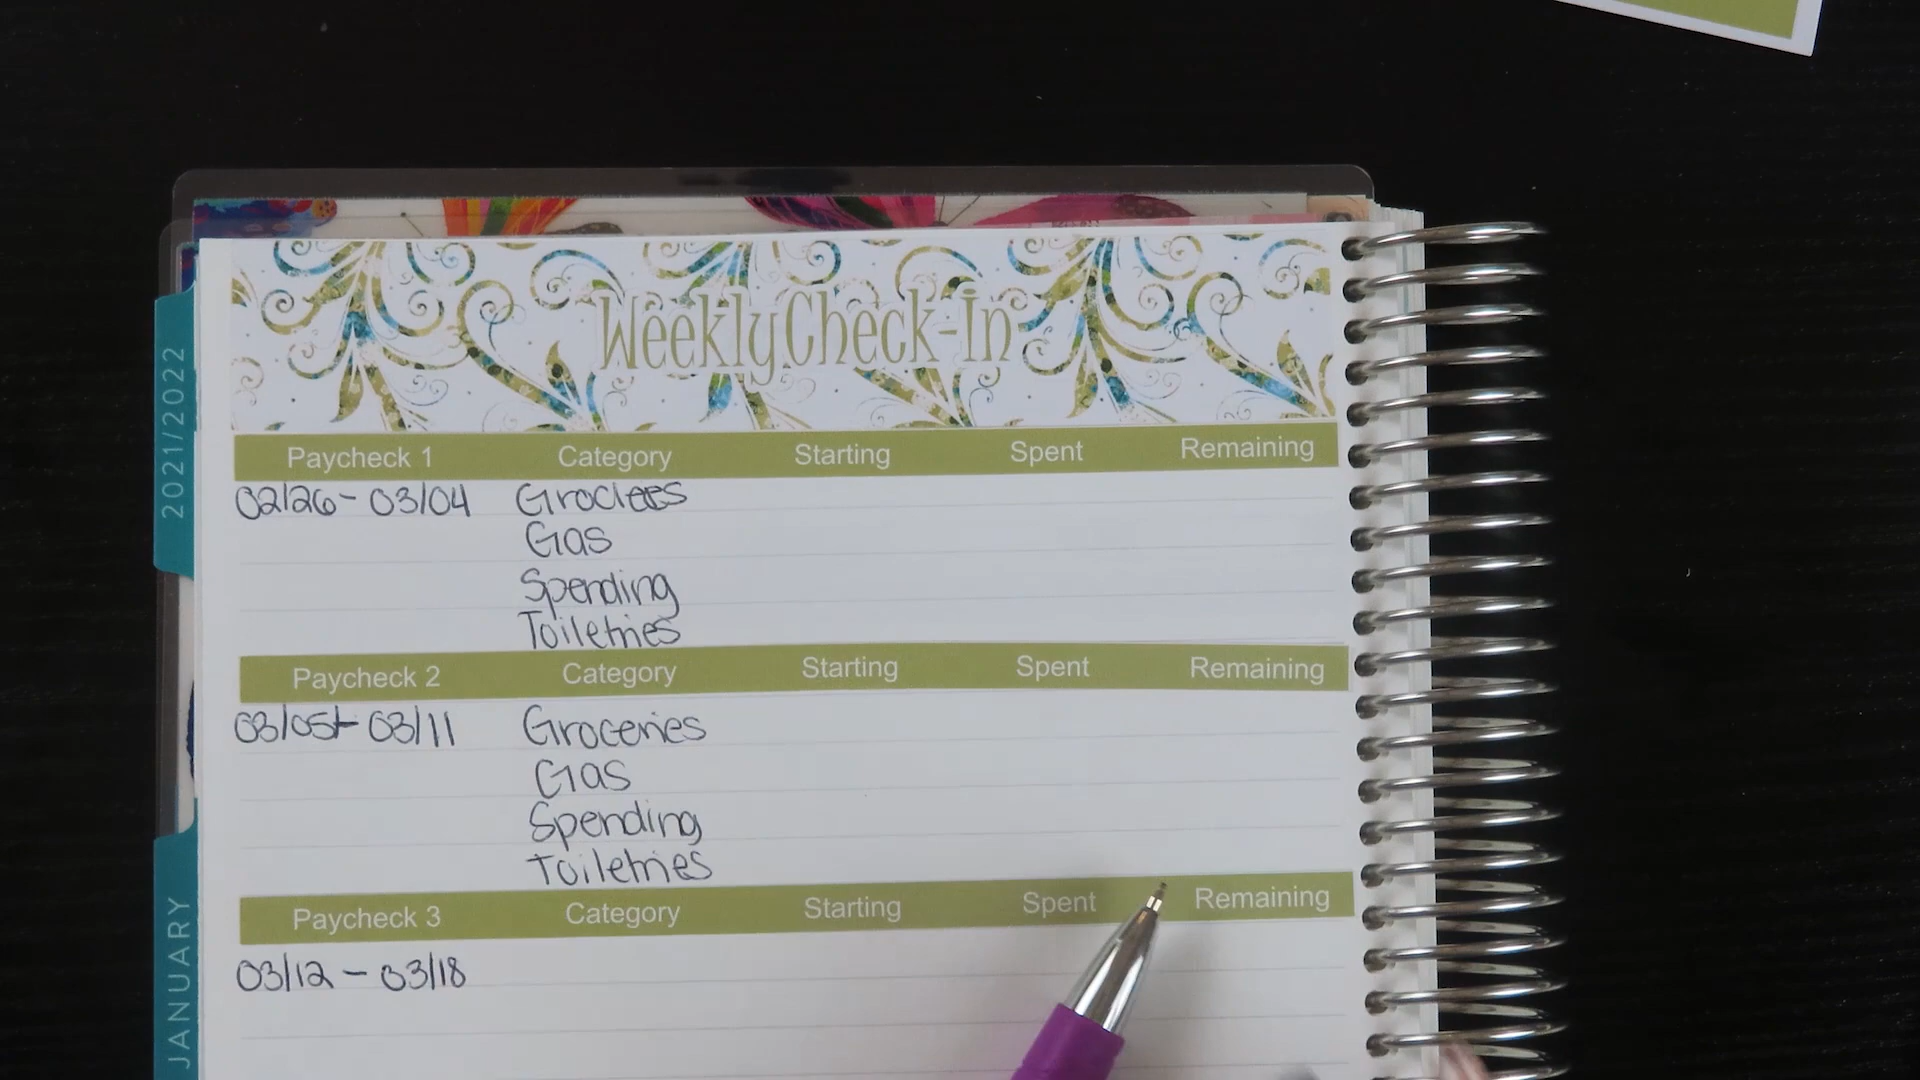 Weekly Check-In
Paycheck 1 Category Starting Spent Remaining
02/26 - 03/04 Grociees
Gas
Spending
Toiletries
Paycheck 2 Category Starting Spent Remaining
03/05 - 03/11 Groceries
Gas
Spending
Toiletries
Paycheck 3 Category Starting Spent Remaining
03/12 - 03/18
2021/2022
JANUARY